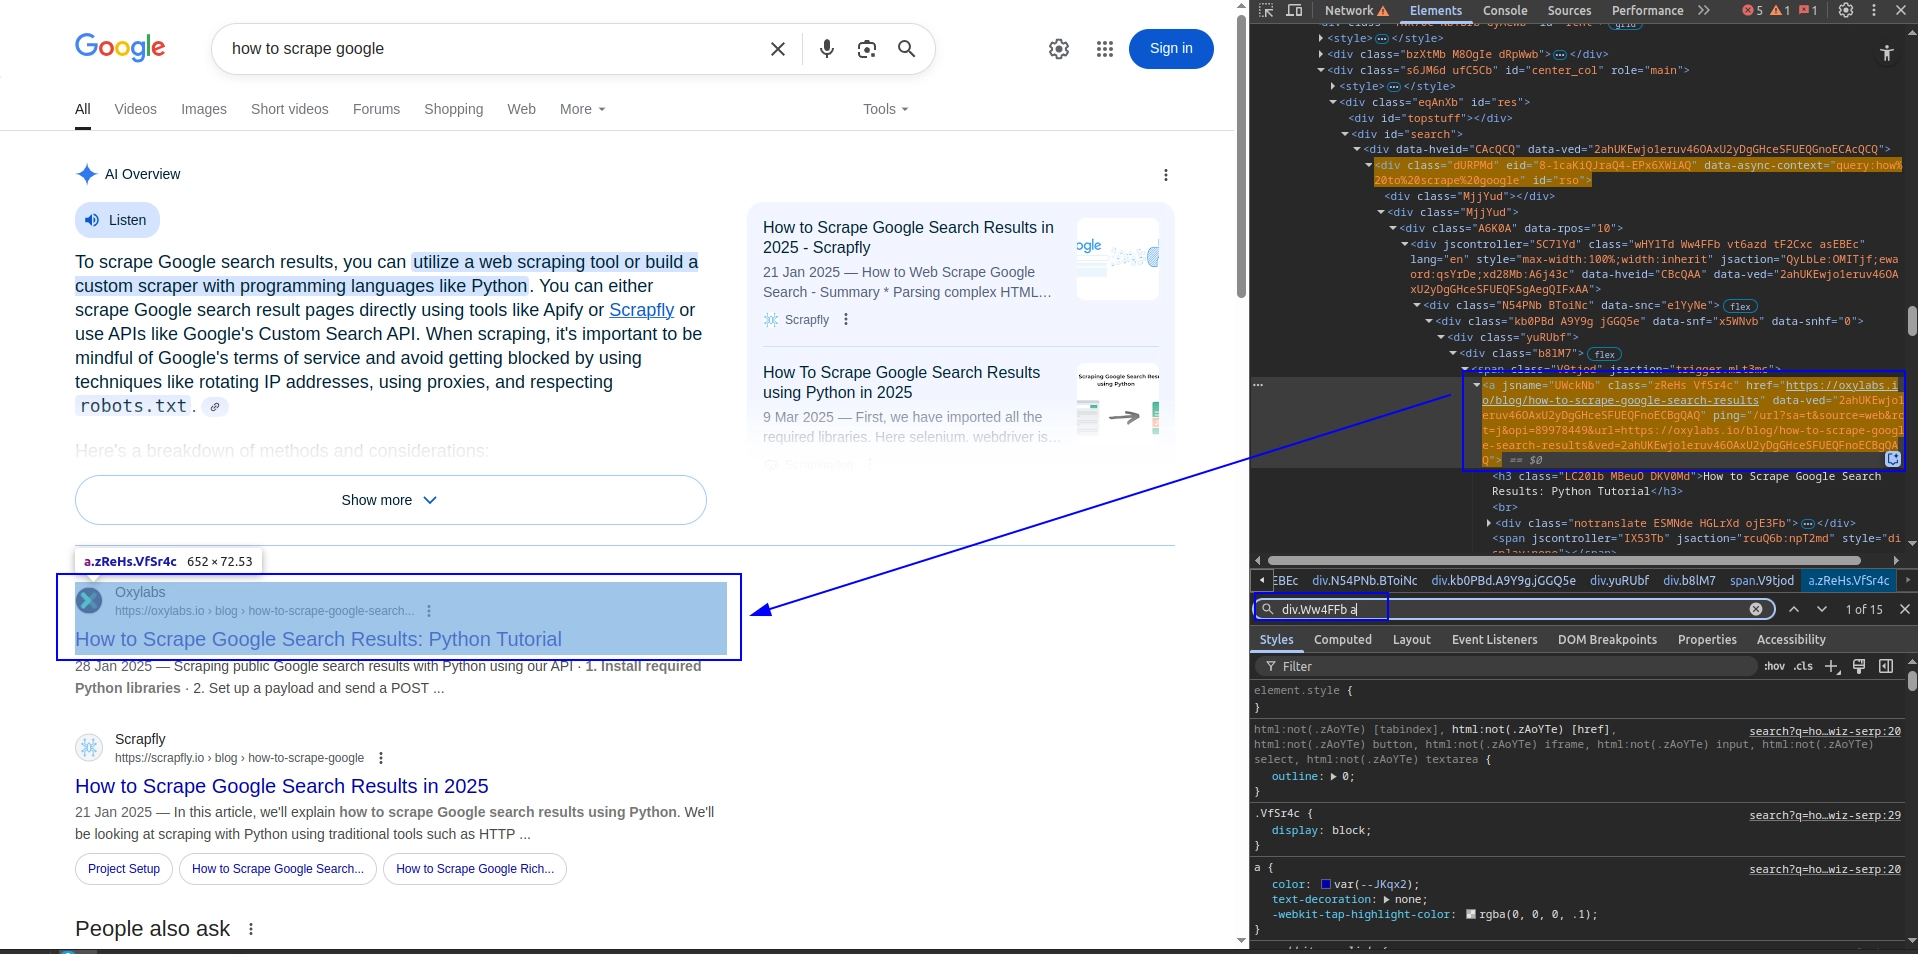 Google
how to scrape google
Sign in
All Videos Images Short videos Forums Shopping Web More Tools
AI Overview
Listen
To scrape Google search results, you can utilize a web scraping tool or build a
custom scraper with programming languages like Python. You can either
scrape Google search result pages directly using tools like Apify or Scrapfly or
use APIs like Google's Custom Search API. When scraping, it's important to be
mindful of Google's terms of service and avoid getting blocked by using
techniques like rotating IP addresses, using proxies, and respecting
robots.txt.
Here's a breakdown of methods and considerations:
Show more
How to Scrape Google Search Results in
2025 - Scrapfly
21 Jan 2025 — How to Web Scrape Google
Search - Summary * Parsing complex HTML…
Scrapfly
How To Scrape Google Search Results
using Python in 2025
9 Mar 2025 — First, we have imported all the
required libraries. Here selenium. webdriver is…
a.zReHs.VfSr4c 652 × 72.53
Oxylabs
https://oxylabs.io › blog › how-to-scrape-google-search...
How to Scrape Google Search Results: Python Tutorial
28 Jan 2025 — Scraping public Google search results with Python using our API · 1. Install required
Python libraries · 2. Set up a payload and send a POST ...
Scrapfly
https://scrapfly.io › blog › how-to-scrape-google
How to Scrape Google Search Results in 2025
21 Jan 2025 — In this article, we'll explain how to scrape Google search results using Python. We'll
be looking at scraping with Python using traditional tools such as HTTP ...
Project Setup How to Scrape Google Search... How to Scrape Google Rich...
People also ask
Network Elements Console Sources Performance 5 1 1
<style>…</style>
<div class="bzXtMb M8OgIe dRpWwb">…</div>
<div class="s6JM6d ufC5Cb" id="center_col" role="main">
<style>…</style>
<div class="eqAnXb" id="res">
<div id="topstuff"></div>
<div id="search">
<div data-hveid="CAcQCQ" data-ved="2ahUKEwjo1eruv46OAxU2yDgGHceSFUEQGnoECAcQCQ">
<div class="dURPMd" eid="8-1caKiQJraQ4-EPx6XWiAQ" data-async-context="query:how%
20to%20scrape%20google" id="rso">
<div class="MjjYud"></div>
<div class="MjjYud">
<div class="A6K0A" data-rpos="10">
<div jscontroller="SC7lYd" class="wHYlTd Ww4FFb vt6azd tF2Cxc asEBEc"
lang="en" style="max-width:100%;width:inherit" jsaction="QyLbLe:OMITjf;ewa
ord:qsYrDe;xd28Mb:A6j43c" data-hveid="CBcQAA" data-ved="2ahUKEwjo1eruv46OA
xU2yDgGHceSFUEQFSgAegQIFxAA">
<div class="N54PNb BToiNc" data-snc="e1YyNe"> flex
<div class="kb0PBd A9Y9g jGGQ5e" data-snf="x5WNvb" data-snhf="0">
<div class="yuRUbf">
<div class="b8lM7"> flex
<span class="V9tjod" jsaction="trigger.mLt3mc">
<a jsname="UWckNb" class="zReHs VfSr4c" href="https://oxylabs.i
o/blog/how-to-scrape-google-search-results" data-ved="2ahUKEwjo1
eruv46OAxU2yDgGHceSFUEQFnoECBgQAQ" ping="/url?sa=t&source=web&rc
t=j&opi=89978449&url=https://oxylabs.io/blog/how-to-scrape-googl
e-search-results&ved=2ahUKEwjo1eruv46OAxU2yDgGHceSFUEQFnoECBgQA
Q"> == $0
<h3 class="LC20lb MBeuO DKV0Md">How to Scrape Google Search
Results: Python Tutorial</h3>
<br>
<div class="notranslate ESMNde HGLrXd ojE3Fb">…</div>
<span jscontroller="IX53Tb" jsaction="rcuQ6b:npT2md" style="di
splay:none"></span>
EBEc div.N54PNb.BToiNc div.kb0PBd.A9Y9g.jGGQ5e div.yuRUbf div.b8lM7 span.V9tjod a.zReHs.VfSr4c
div.Ww4FFb a 1 of 15
Styles Computed Layout Event Listeners DOM Breakpoints Properties Accessibility
Filter :hov .cls
element.style {
}
html:not(.zAoYTe) [tabindex], html:not(.zAoYTe) [href], search?q=ho…wiz-serp:20
html:not(.zAoYTe) button, html:not(.zAoYTe) iframe, html:not(.zAoYTe) input, html:not(.zAoYTe)
select, html:not(.zAoYTe) textarea {
outline: 0;
}
.VfSr4c { search?q=ho…wiz-serp:29
display: block;
}
a { search?q=ho…wiz-serp:20
color: var(--JKqx2);
text-decoration: none;
-webkit-tap-highlight-color: rgba(0, 0, 0, .1);
}